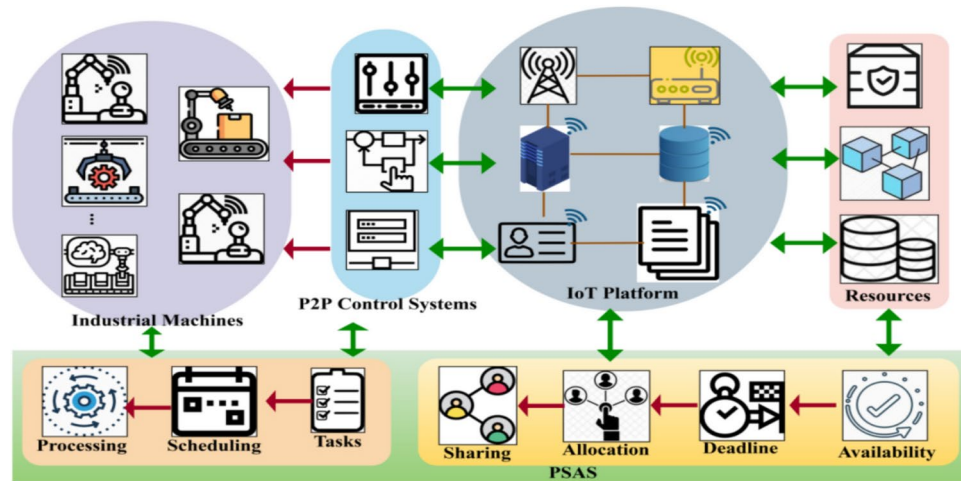 Industrial Machines
P2P Control Systems
IoT Platform
Resources
Processing
Scheduling
Tasks
Sharing
Allocation
Deadline
Availability
PSAS